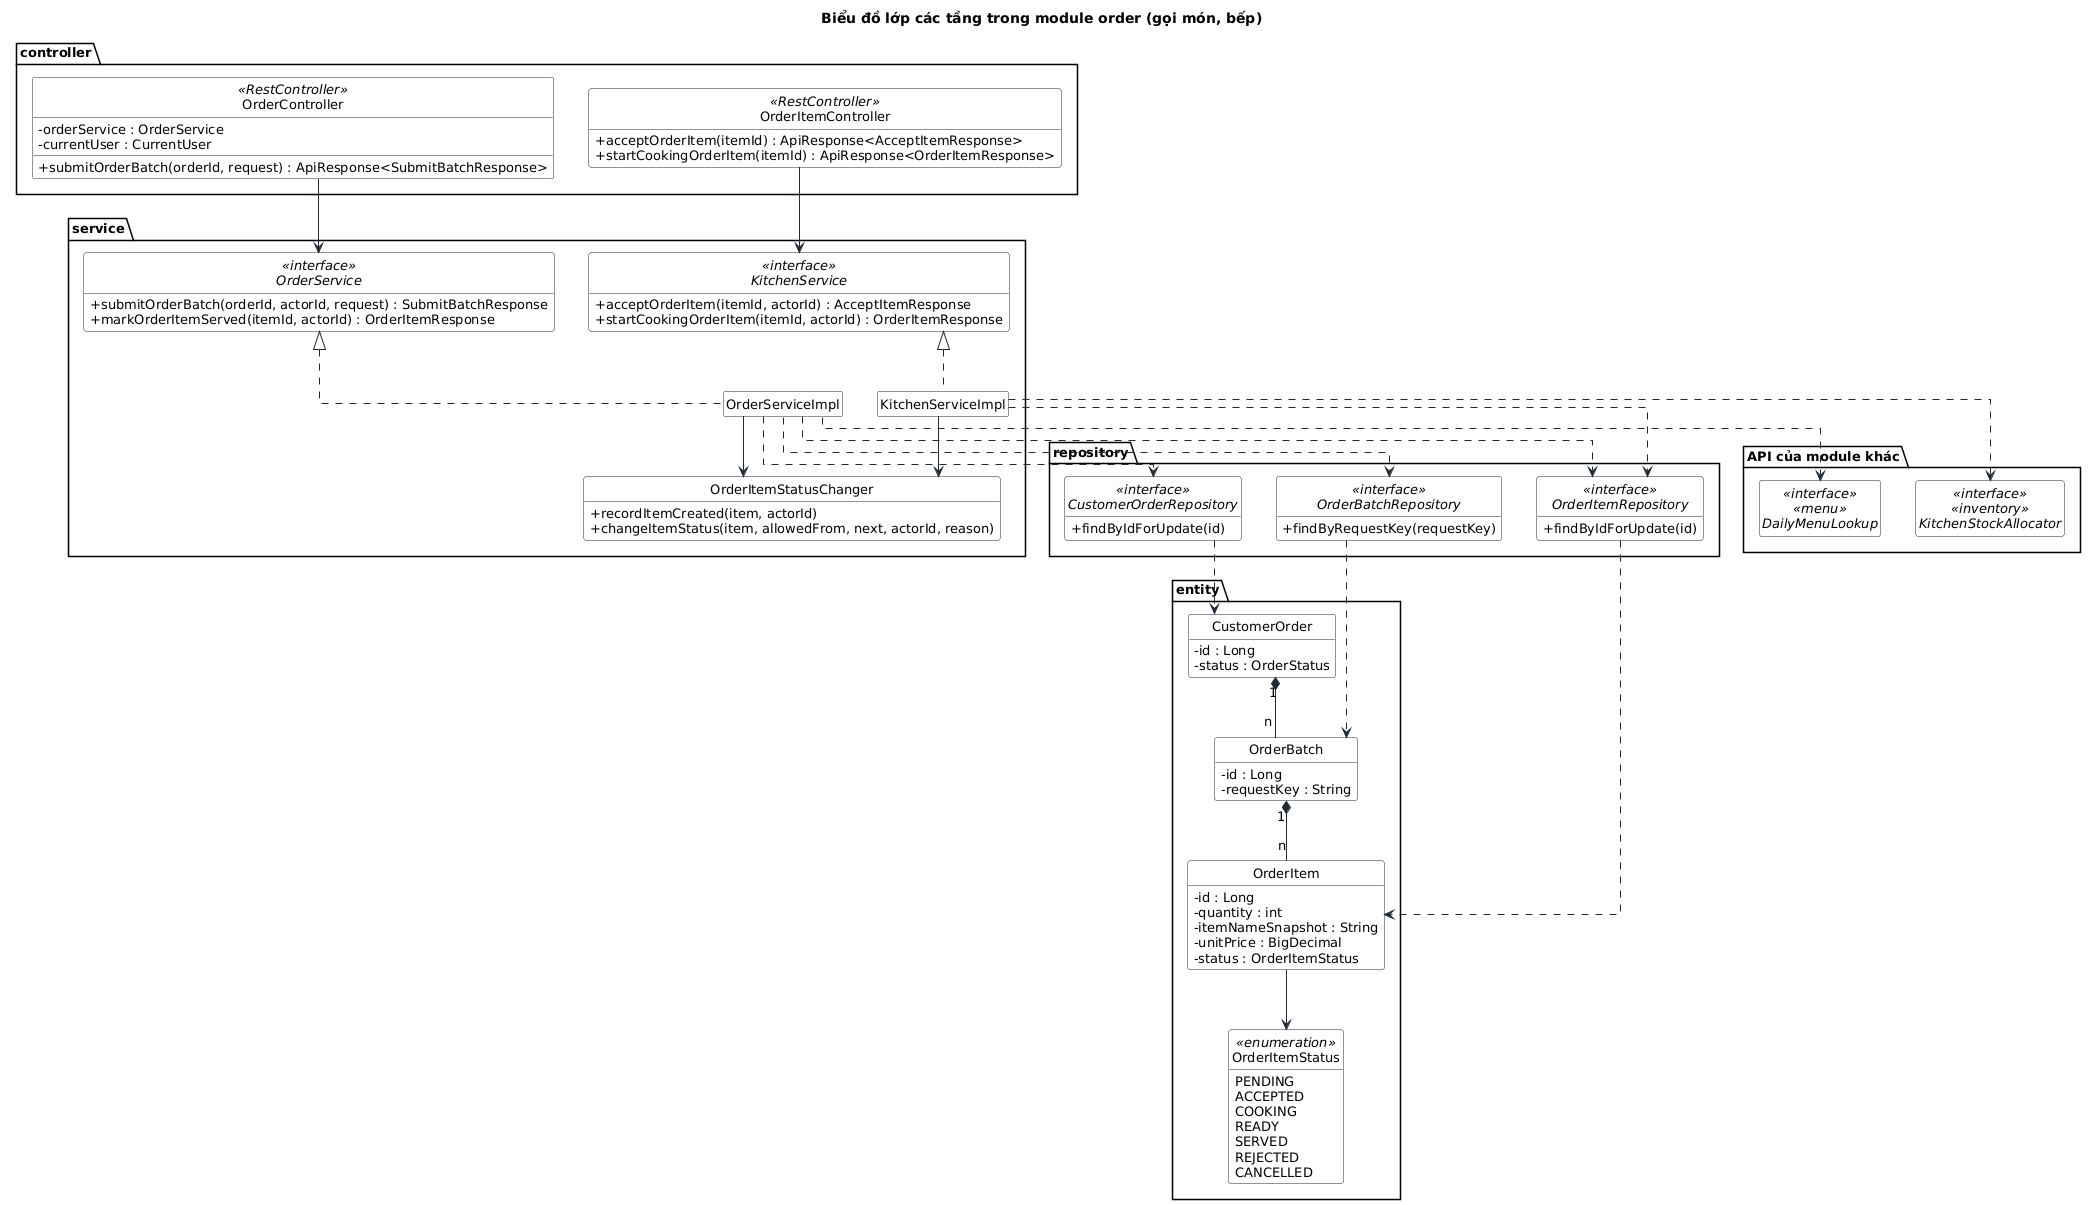 Biểu đồ lớp các tầng trong module order (gọi món, bếp)
controller
«RestController»
OrderController
-orderService : OrderService
-currentUser : CurrentUser
+submitOrderBatch(orderId, request) : ApiResponse<SubmitBatchResponse>
«RestController»
OrderItemController
+acceptOrderItem(itemId) : ApiResponse<AcceptItemResponse>
+startCookingOrderItem(itemId) : ApiResponse<OrderItemResponse>
service
«interface»
OrderService
+submitOrderBatch(orderId, actorId, request) : SubmitBatchResponse
+markOrderItemServed(itemId, actorId) : OrderItemResponse
«interface»
KitchenService
+acceptOrderItem(itemId, actorId) : AcceptItemResponse
+startCookingOrderItem(itemId, actorId) : OrderItemResponse
OrderServiceImpl
KitchenServiceImpl
OrderItemStatusChanger
+recordItemCreated(item, actorId)
+changeItemStatus(item, allowedFrom, next, actorId, reason)
repository
«interface»
CustomerOrderRepository
+findByIdForUpdate(id)
«interface»
OrderBatchRepository
+findByRequestKey(requestKey)
«interface»
OrderItemRepository
+findByIdForUpdate(id)
API của module khác
«interface»
«menu»
DailyMenuLookup
«interface»
«inventory»
KitchenStockAllocator
entity
CustomerOrder
-id : Long
-status : OrderStatus
1
n
OrderBatch
-id : Long
-requestKey : String
1
n
OrderItem
-id : Long
-quantity : int
-itemNameSnapshot : String
-unitPrice : BigDecimal
-status : OrderItemStatus
«enumeration»
OrderItemStatus
PENDING
ACCEPTED
COOKING
READY
SERVED
REJECTED
CANCELLED